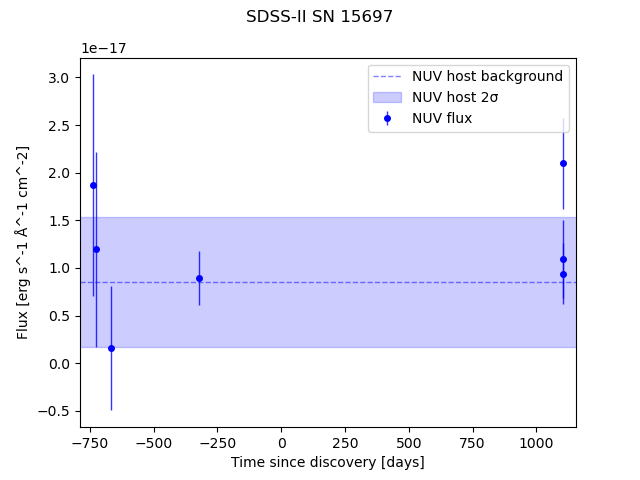 SDSS-II SN 15697
1e−17
NUV host background
NUV host 2σ
NUV flux
3.0
2.5
2.0
1.5
1.0
0.5
0.0
−0.5
Flux [erg s^-1 Å^-1 cm^-2]
−750
−500
−250
0
250
500
750
1000
Time since discovery [days]